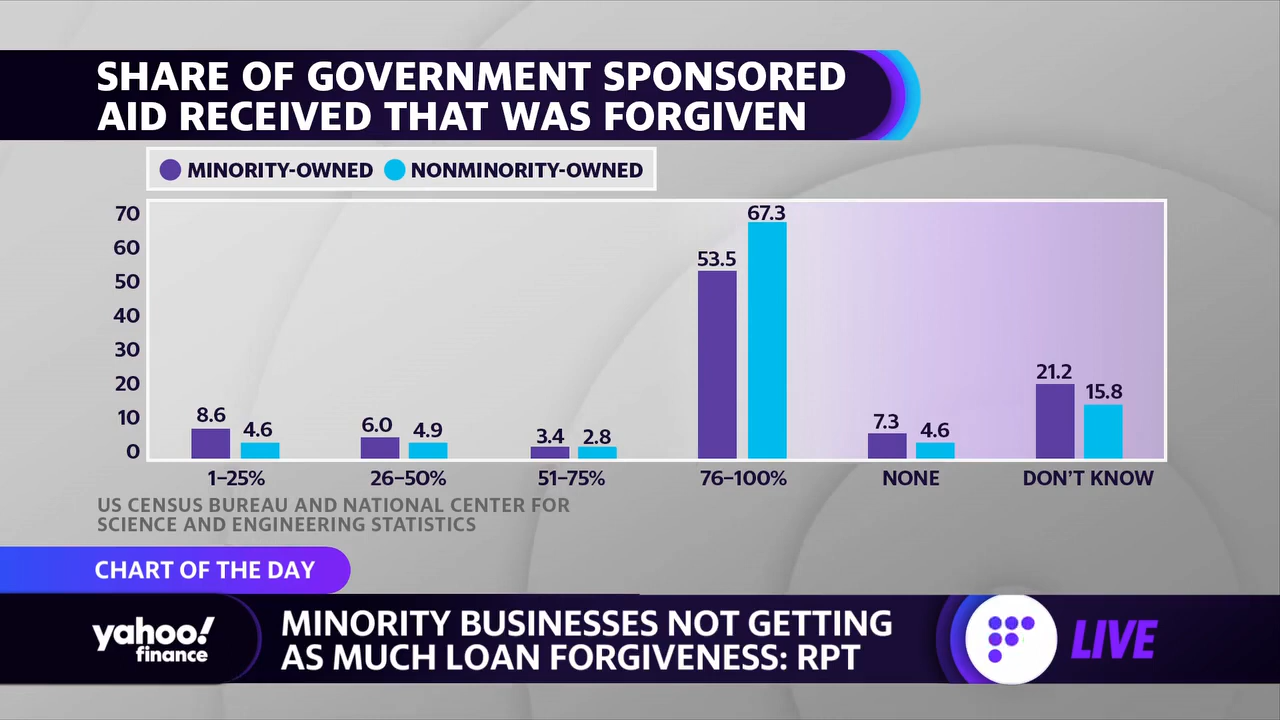 SHARE OF GOVERNMENT SPONSORED
AID RECEIVED THAT WAS FORGIVEN
MINORITY-OWNED NONMINORITY-OWNED
70
60
50
40
30
20
10
0
8.6 4.6 6.0 4.9 3.4 2.8 53.5 67.3 7.3 4.6 21.2 15.8
1–25% 26–50% 51–75% 76–100% NONE DON'T KNOW
US CENSUS BUREAU AND NATIONAL CENTER FOR
SCIENCE AND ENGINEERING STATISTICS
CHART OF THE DAY
yahoo!
finance
MINORITY BUSINESSES NOT GETTING
AS MUCH LOAN FORGIVENESS: RPT
LIVE